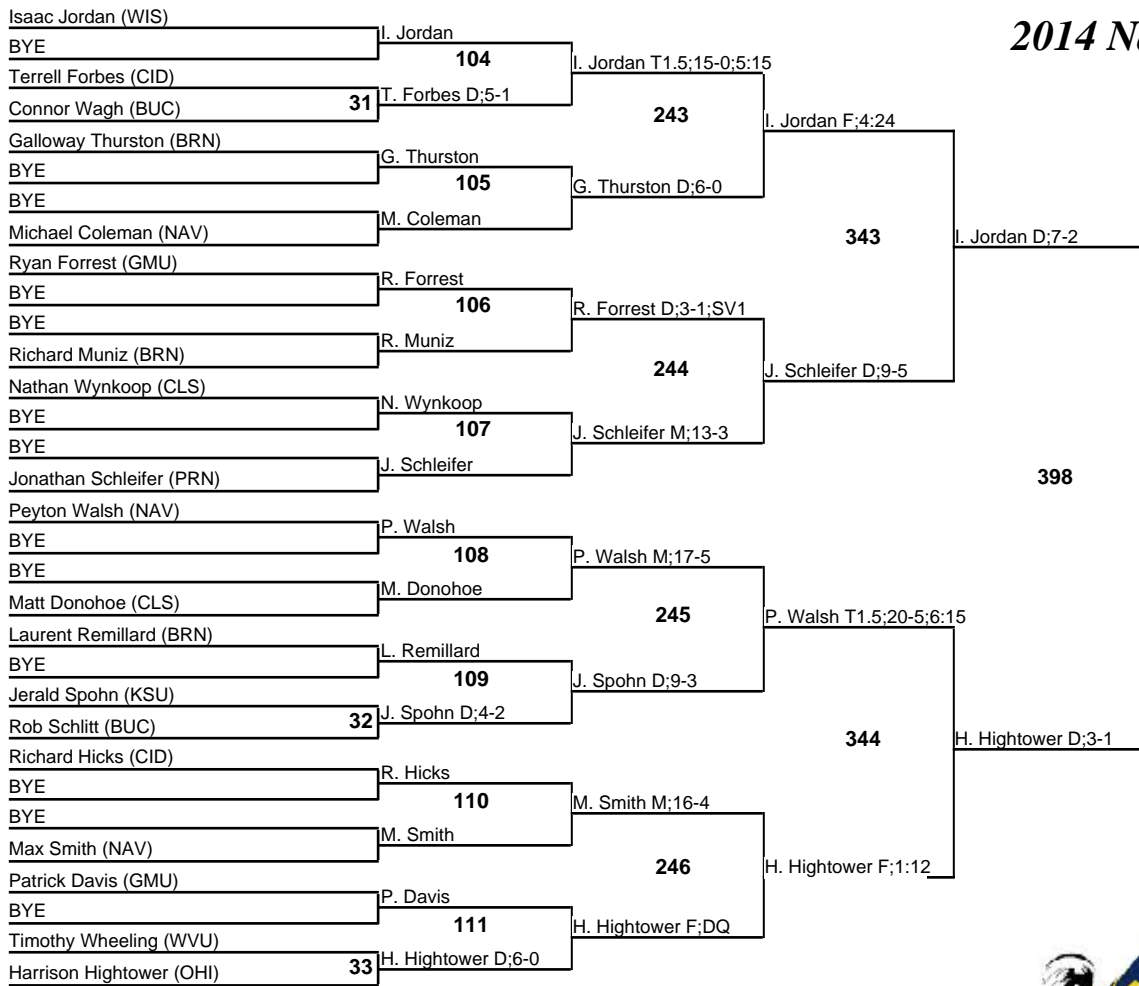 2014 N
Isaac Jordan (WIS)
BYE
Terrell Forbes (CID)
Connor Wagh (BUC)
Galloway Thurston (BRN)
BYE
BYE
Michael Coleman (NAV)
Ryan Forrest (GMU)
BYE
BYE
Richard Muniz (BRN)
Nathan Wynkoop (CLS)
BYE
BYE
Jonathan Schleifer (PRN)
Peyton Walsh (NAV)
BYE
BYE
Matt Donohoe (CLS)
Laurent Remillard (BRN)
BYE
Jerald Spohn (KSU)
Rob Schlitt (BUC)
Richard Hicks (CID)
BYE
BYE
Max Smith (NAV)
Patrick Davis (GMU)
BYE
Timothy Wheeling (WVU)
Harrison Hightower (OHI)
31
32
33
I. Jordan
104
T. Forbes D;5-1
G. Thurston
105
M. Coleman
R. Forrest
106
R. Muniz
N. Wynkoop
107
J. Schleifer
P. Walsh
108
M. Donohoe
L. Remillard
109
J. Spohn D;4-2
R. Hicks
110
M. Smith
P. Davis
111
H. Hightower D;6-0
I. Jordan T1.5;15-0;5:15
243
G. Thurston D;6-0
R. Forrest D;3-1;SV1
244
J. Schleifer M;13-3
P. Walsh M;17-5
245
J. Spohn D;9-3
M. Smith M;16-4
246
H. Hightower F;DQ
I. Jordan F;4:24
343
J. Schleifer D;9-5
P. Walsh T1.5;20-5;6:15
344
H. Hightower F;1:12
I. Jordan D;7-2
398
H. Hightower D;3-1